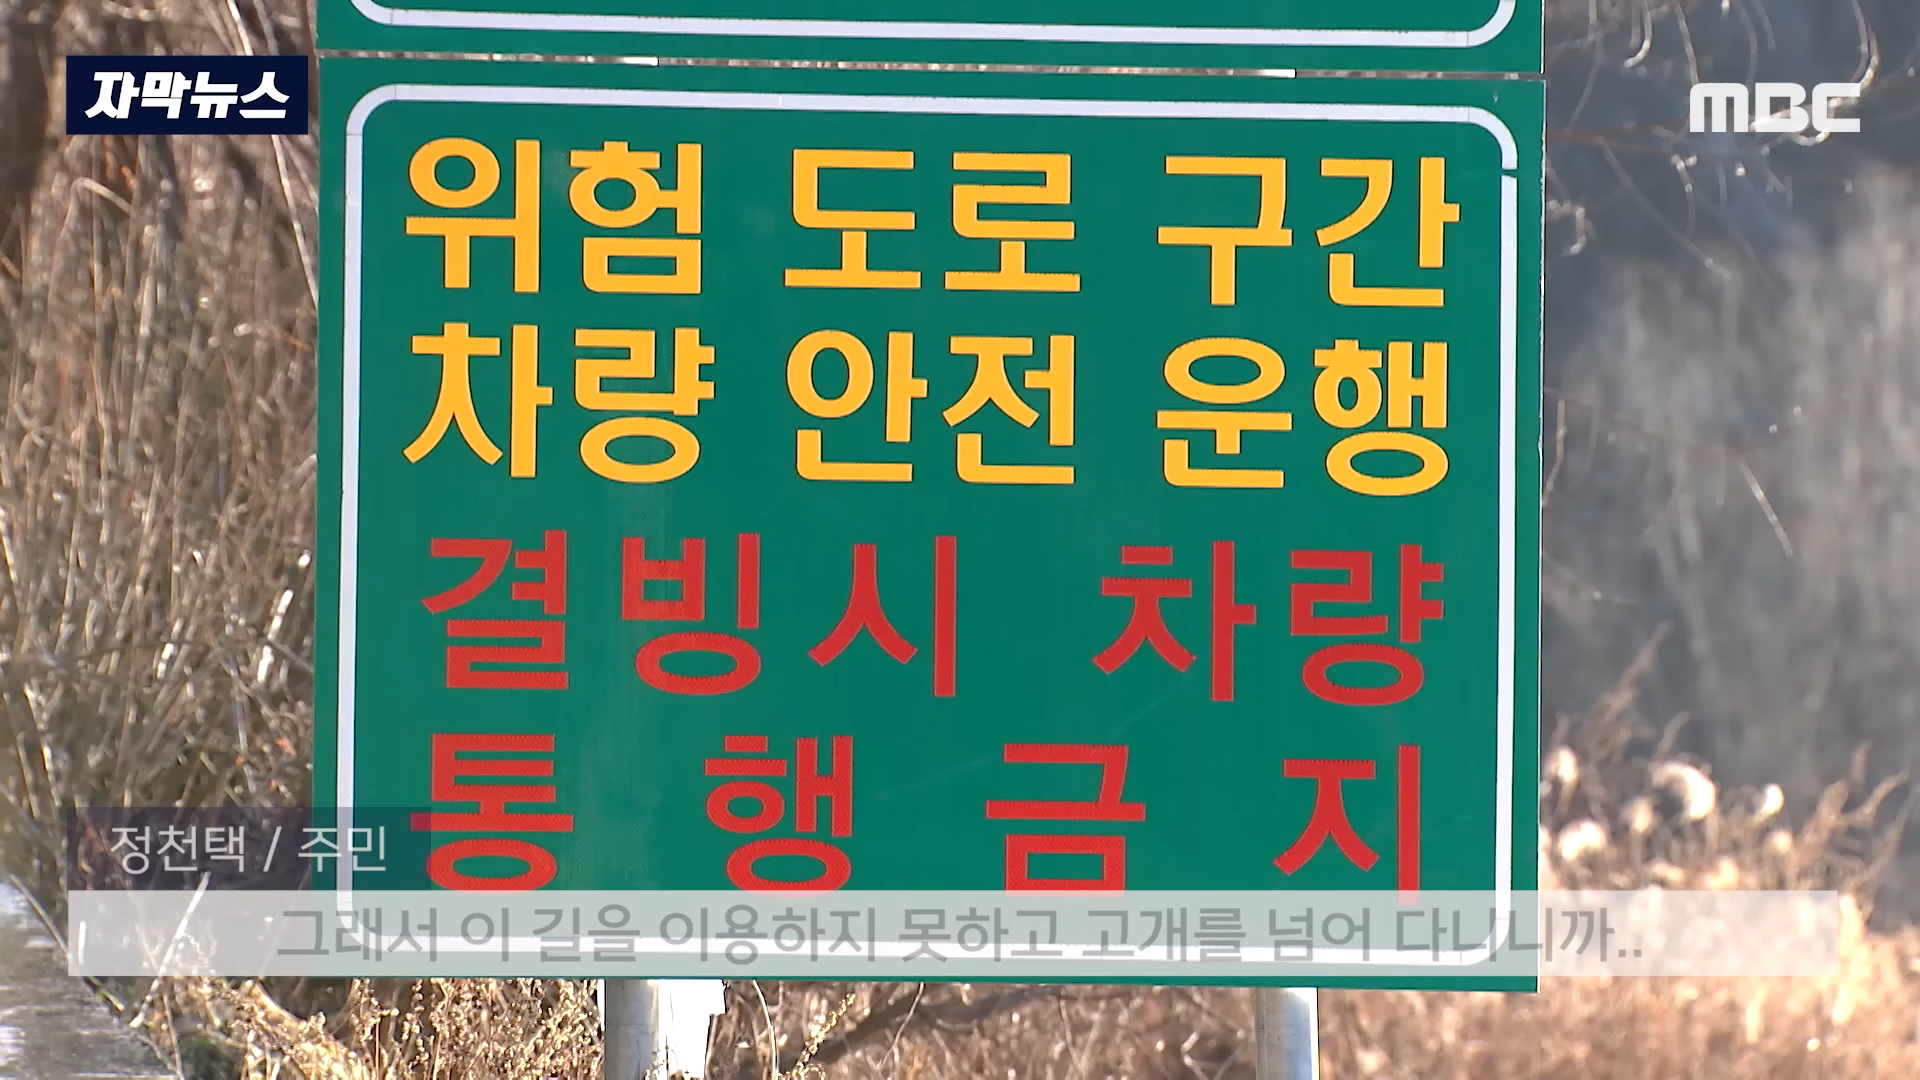 자막뉴스
MBC
위험 도로 구간
차량 안전 운행
결빙시 차량
통행금지
정천택 / 주민
그래서 이 길을 이용하지 못하고 고개를 넘어 다니니까..